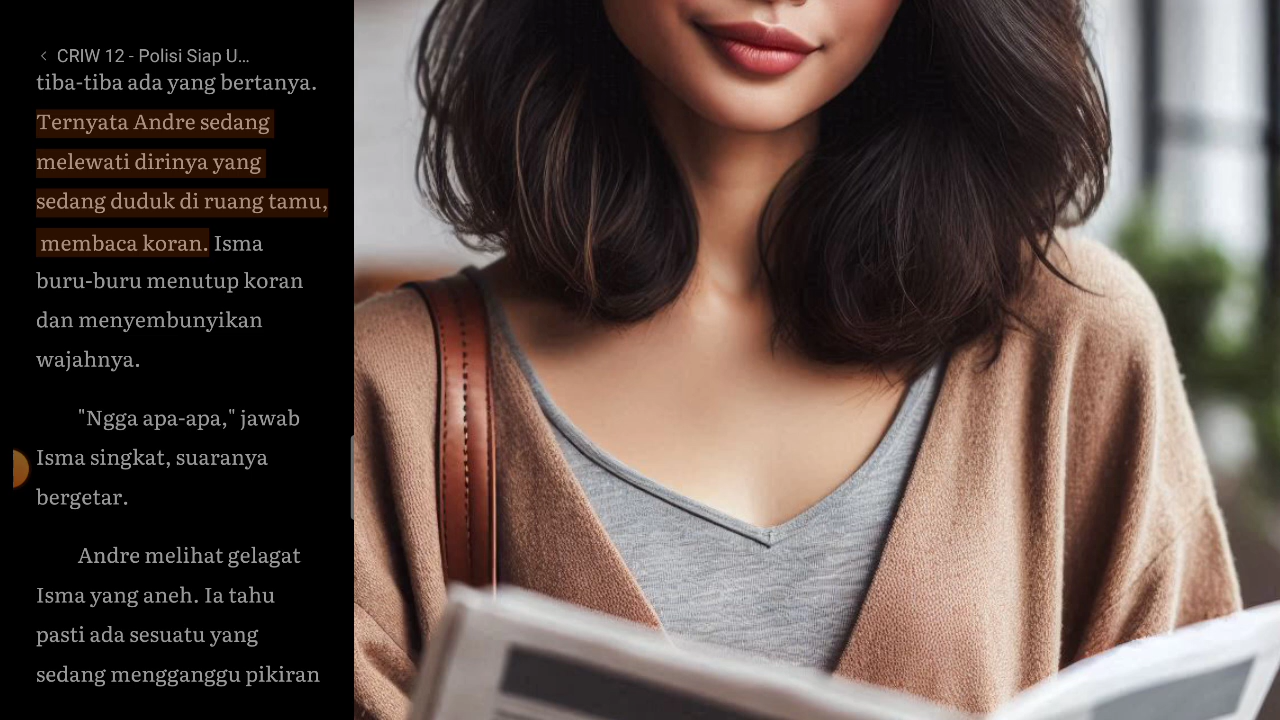 CRIW 12 - Polisi Siap U...
tiba-tiba ada yang bertanya.
Ternyata Andre sedang
melewati dirinya yang
sedang duduk di ruang tamu,
membaca koran. Isma
buru-buru menutup koran
dan menyembunyikan
wajahnya.
"Ngga apa-apa," jawab
Isma singkat, suaranya
bergetar.
Andre melihat gelagat
Isma yang aneh. Ia tahu
pasti ada sesuatu yang
sedang mengganggu pikiran